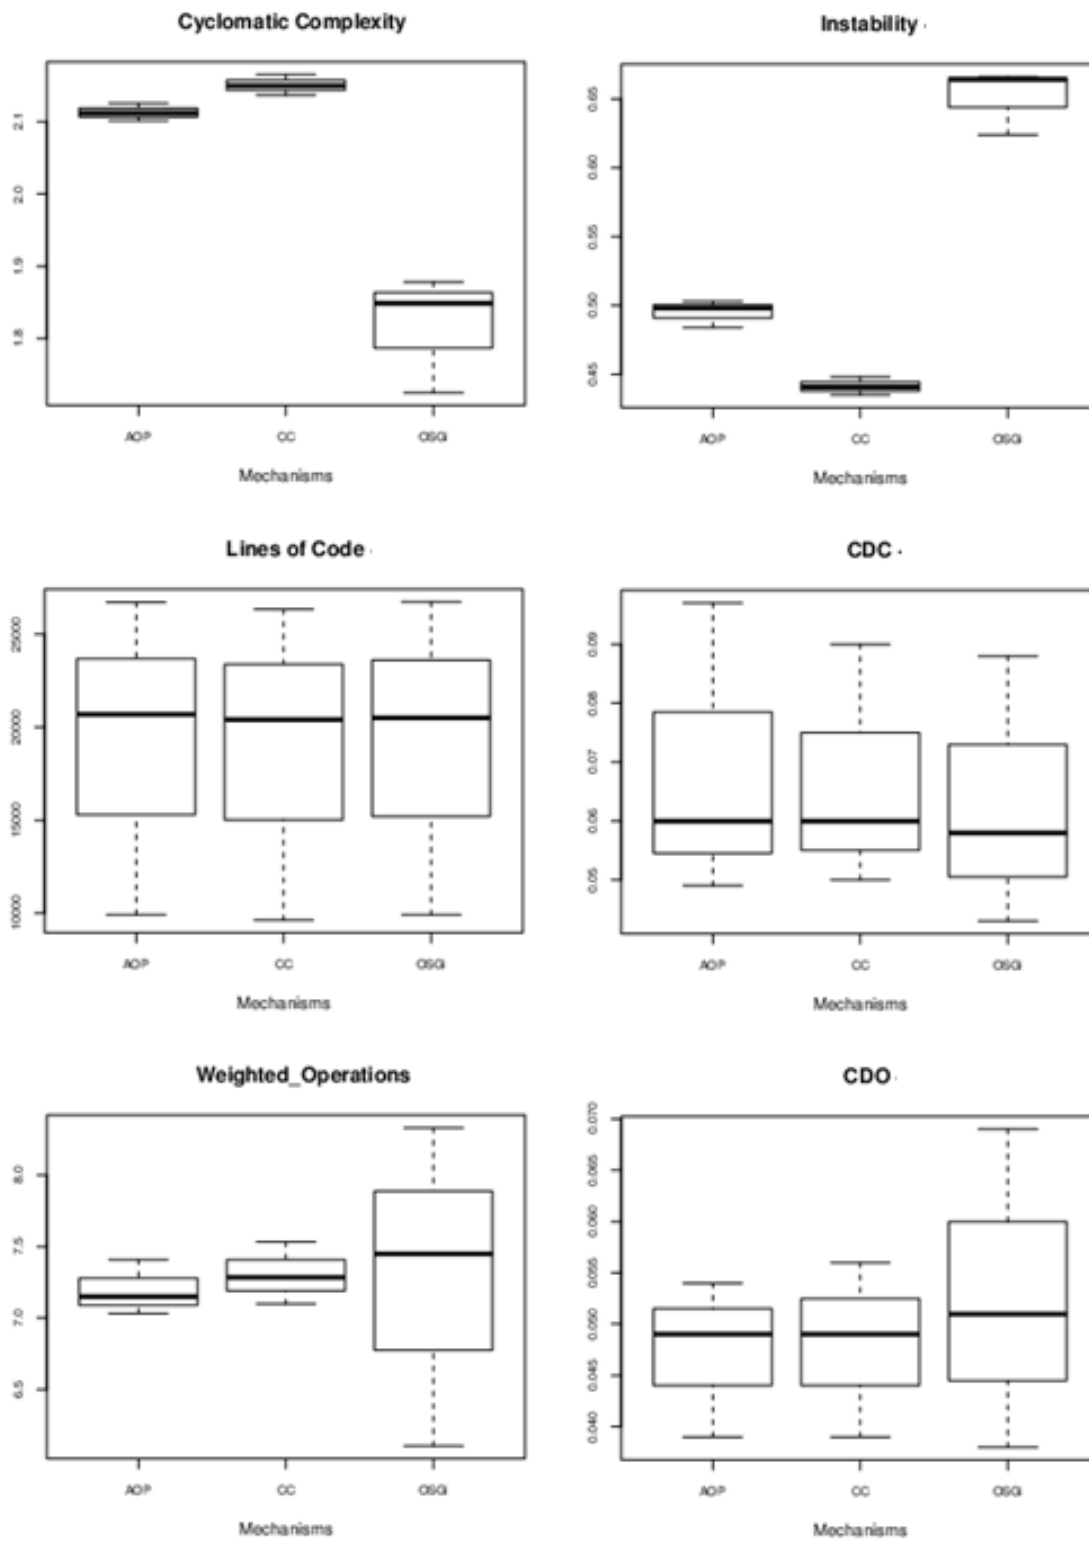 Cyclomatic Complexity
2.1
2.0
1.9
1.8
AOP
CC
OSGi
Mechanisms
Instability
0.65
0.60
0.55
0.50
0.45
AOP
CC
OSGi
Mechanisms
Lines of Code
25000
20000
15000
10000
AOP
CC
OSGi
Mechanisms
CDC
0.09
0.08
0.07
0.06
0.05
AOP
CC
OSGi
Mechanisms
Weighted_Operations
8.0
7.5
7.0
6.5
AOP
CC
OSGi
Mechanisms
CDO
0.070
0.065
0.060
0.055
0.050
0.045
0.040
AOP
CC
OSGi
Mechanisms